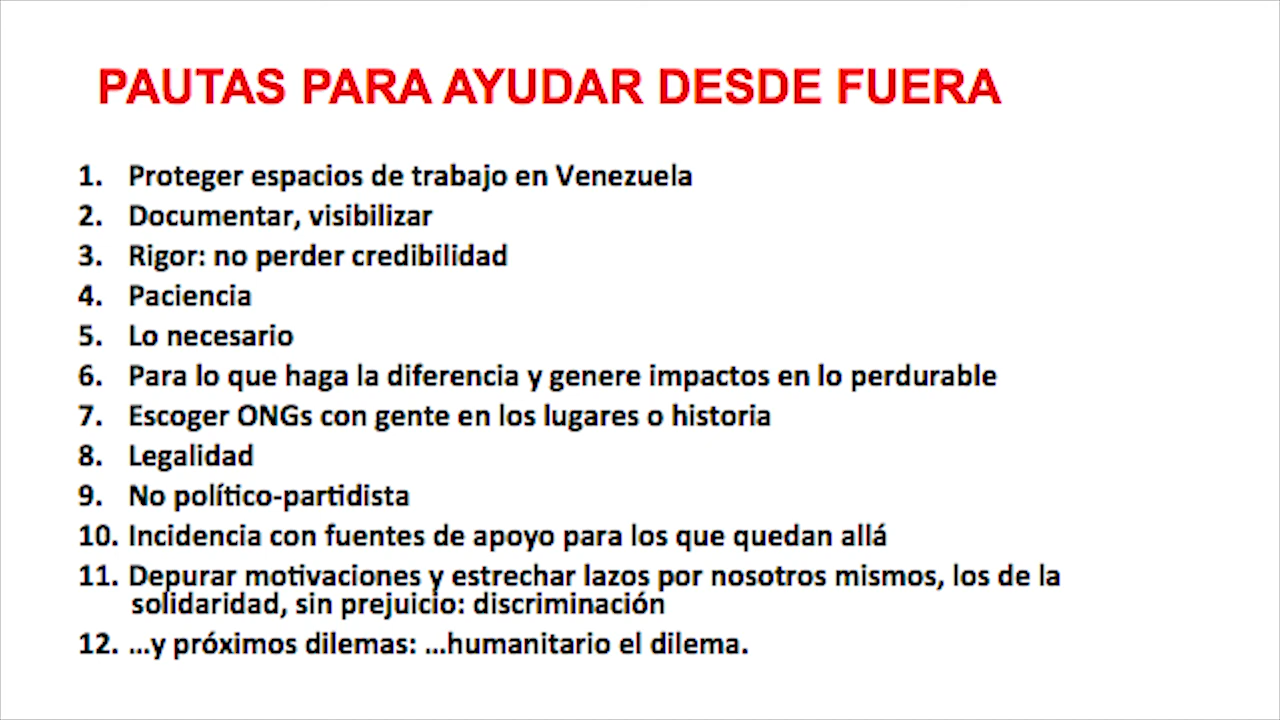 PAUTAS PARA AYUDAR DESDE FUERA
1. Proteger espacios de trabajo en Venezuela
2. Documentar, visibilizar
3. Rigor: no perder credibilidad
4. Paciencia
5. Lo necesario
6. Para lo que haga la diferencia y genere impactos en lo perdurable
7. Escoger ONGs con gente en los lugares o historia
8. Legalidad
9. No político-partidista
10. Incidencia con fuentes de apoyo para los que quedan allá
11. Depurar motivaciones y estrechar lazos por nosotros mismos, los de la
solidaridad, sin prejuicio: discriminación
12. ...y próximos dilemas: ...humanitario el dilema.